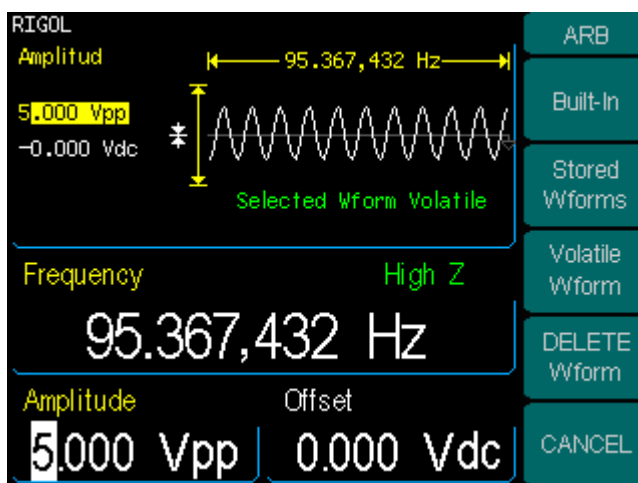 RIGOL
ARB
Amplitud
95.367,432 Hz
Built-In
5.000 Vpp
-0.000 Vdc
Stored
Wforms
Selected Wform Volatile
Volatile
Wform
Frequency
High Z
95.367,432 Hz
DELETE
Wform
Amplitude
Offset
5.000 Vpp
0.000 Vdc
CANCEL